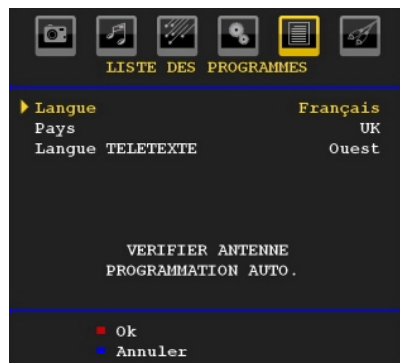 LISTE DES PROGRAMMES
Langue Français
Pays UK
Langue TELETEXTE Ouest
VERIFIER ANTENNE
PROGRAMMATION AUTO.
Ok
Annuler